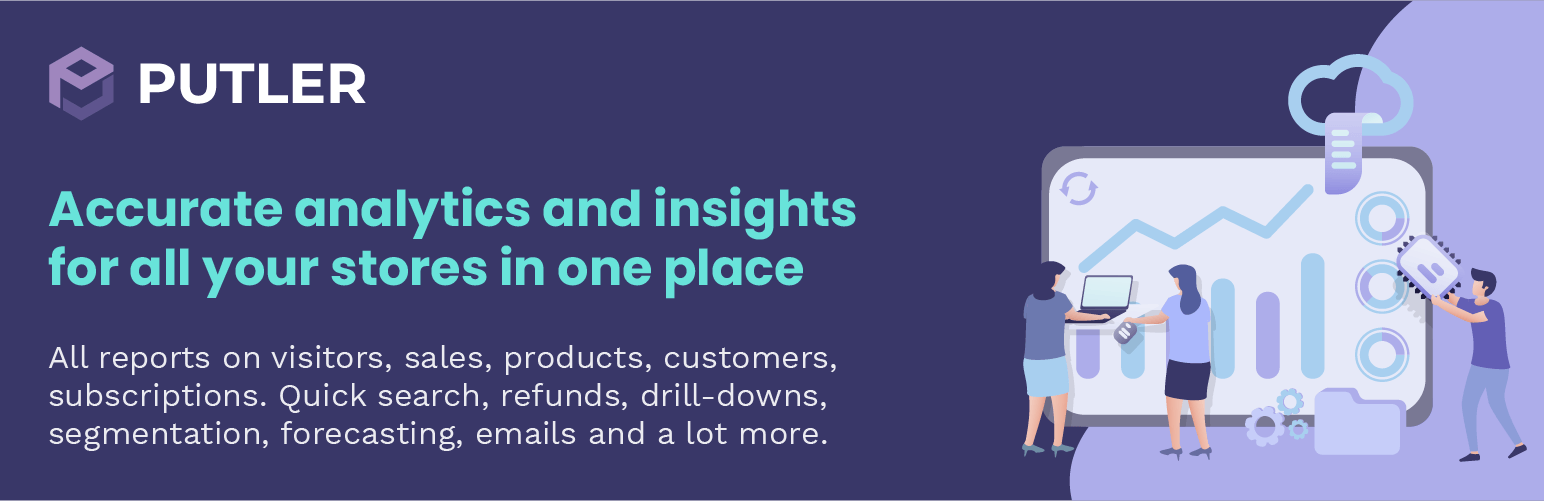 PUTLER
Accurate analytics and insights
for all your stores in one place
All reports on visitors, sales, products, customers,
subscriptions. Quick search, refunds, drill-downs,
segmentation, forecasting, emails and a lot more.